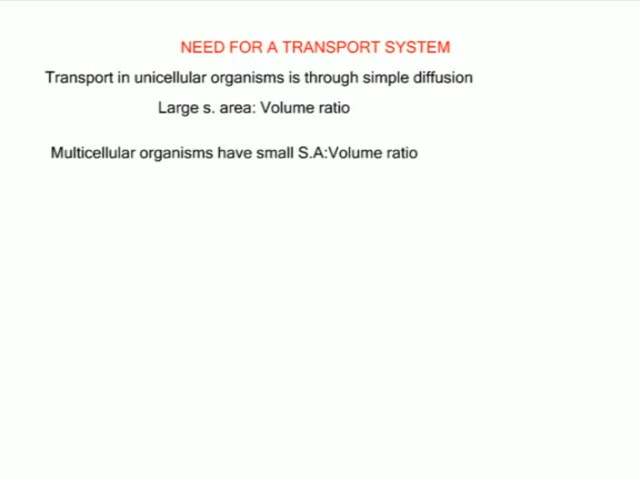 NEED FOR A TRANSPORT SYSTEM
Transport in unicellular organisms is through simple diffusion
Large s. area: Volume ratio
Multicellular organisms have small S.A:Volume ratio